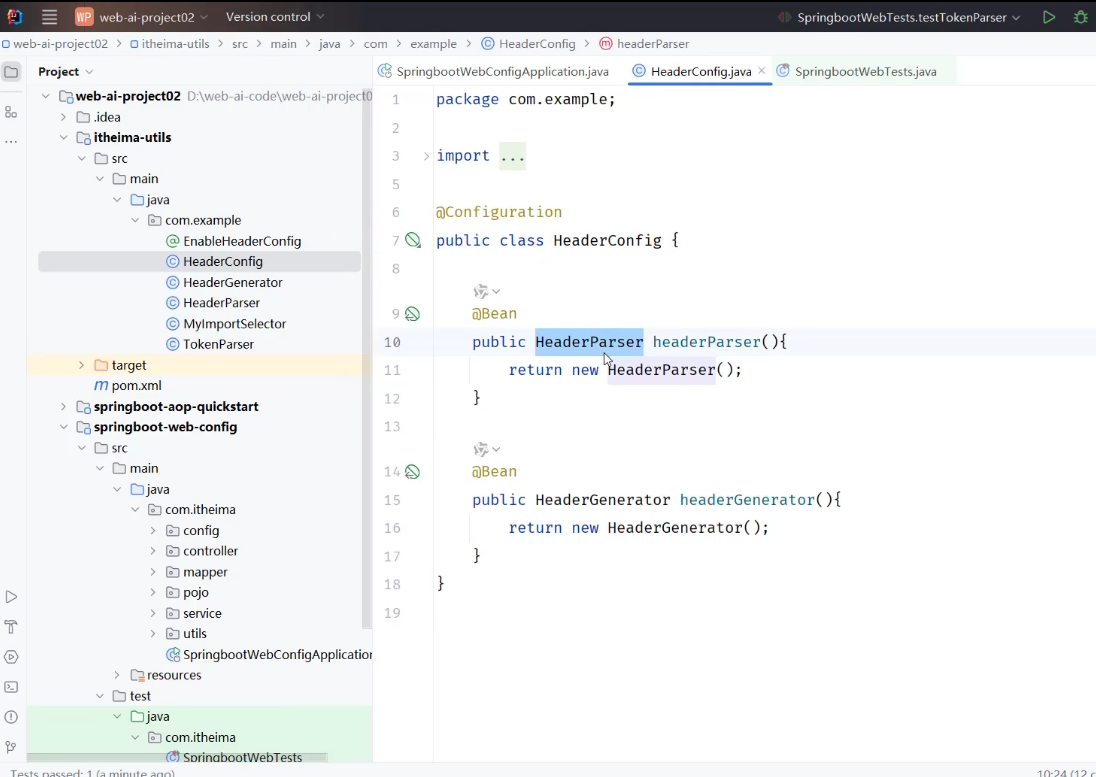 WP web-ai-project02 Version control SpringbootWebTests.testTokenParser
web-ai-project02 itheima-utils src main java com example HeaderConfig headerParser
Project
web-ai-project02 D:\web-ai-code\web-ai-project0
.idea
itheima-utils
src
main
java
com.example
EnableHeaderConfig
HeaderConfig
HeaderGenerator
HeaderParser
MyImportSelector
TokenParser
target
pom.xml
springboot-aop-quickstart
springboot-web-config
src
main
java
com.itheima
config
controller
mapper
pojo
service
utils
SpringbootWebConfigApplication
resources
test
java
com.itheima
SpringbootWebTests
SpringbootWebConfigApplication.java HeaderConfig.java SpringbootWebTests.java
1 package com.example;
2
3 import ...
5
6 @Configuration
7 public class HeaderConfig {
8
9 @Bean
10 public HeaderParser headerParser(){
11 return new HeaderParser();
12 }
13
14 @Bean
15 public HeaderGenerator headerGenerator(){
16 return new HeaderGenerator();
17 }
18 }
19
Tests passed: 1 (a minute ago)
10:24 (12 c